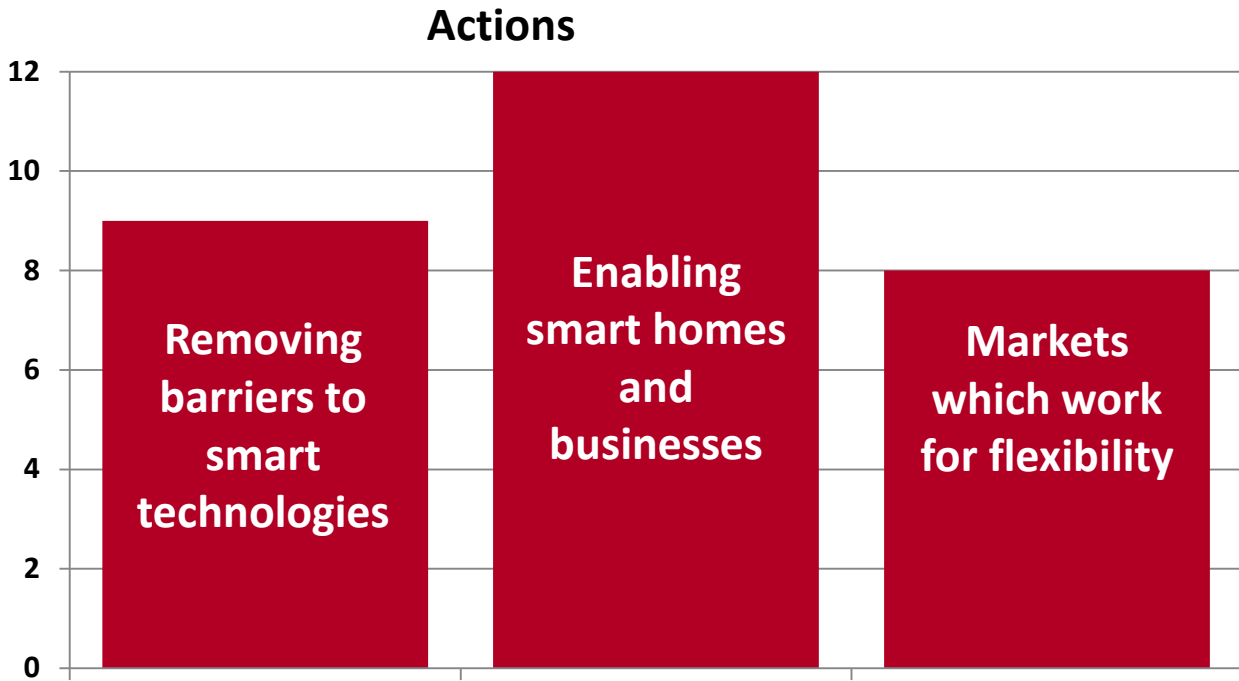 Actions
12
10
8
6
4
2
0
Removing
barriers to
smart
technologies
Enabling
smart homes
and
businesses
Markets
which work
for flexibility